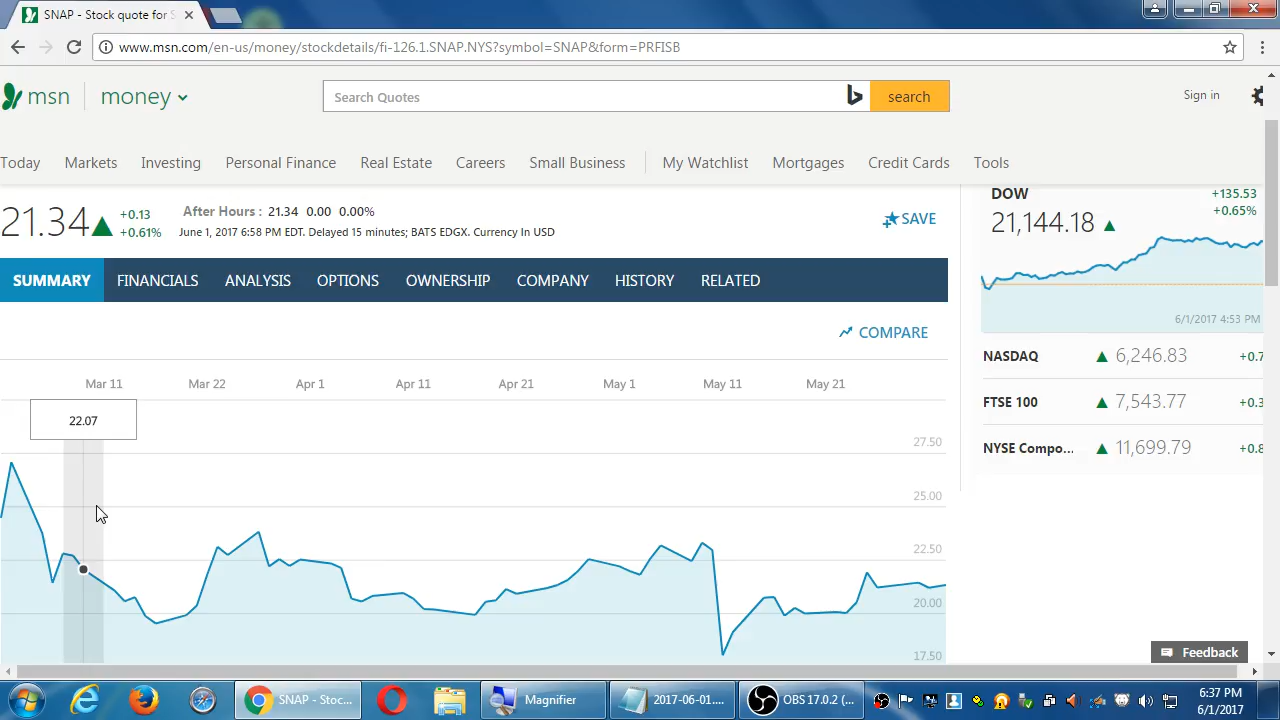 SNAP - Stock quote for S
www.msn.com/en-us/money/stockdetails/fi-126.1.SNAP.NYS?symbol=SNAP&form=PRFISB
msn
money
Search Quotes
search
Sign in
Today Markets Investing Personal Finance Real Estate Careers Small Business My Watchlist Mortgages Credit Cards Tools
21.34
+0.13
+0.61%
After Hours : 21.34 0.00 0.00%
June 1, 2017 6:58 PM EDT. Delayed 15 minutes; BATS EDGX. Currency In USD
SAVE
SUMMARY FINANCIALS ANALYSIS OPTIONS OWNERSHIP COMPANY HISTORY RELATED
COMPARE
Mar 11 Mar 22 Apr 1 Apr 11 Apr 21 May 1 May 11 May 21
22.07
27.50
25.00
22.50
20.00
17.50
DOW
+135.53
21,144.18
+0.65%
6/1/2017 4:53 PM
NASDAQ 6,246.83 +0.7
FTSE 100 7,543.77 +0.3
NYSE Compo... 11,699.79 +0.8
Feedback
SNAP - Stoc...
Magnifier
2017-06-01....
OBS 17.0.2 (...
6:37 PM
6/1/2017